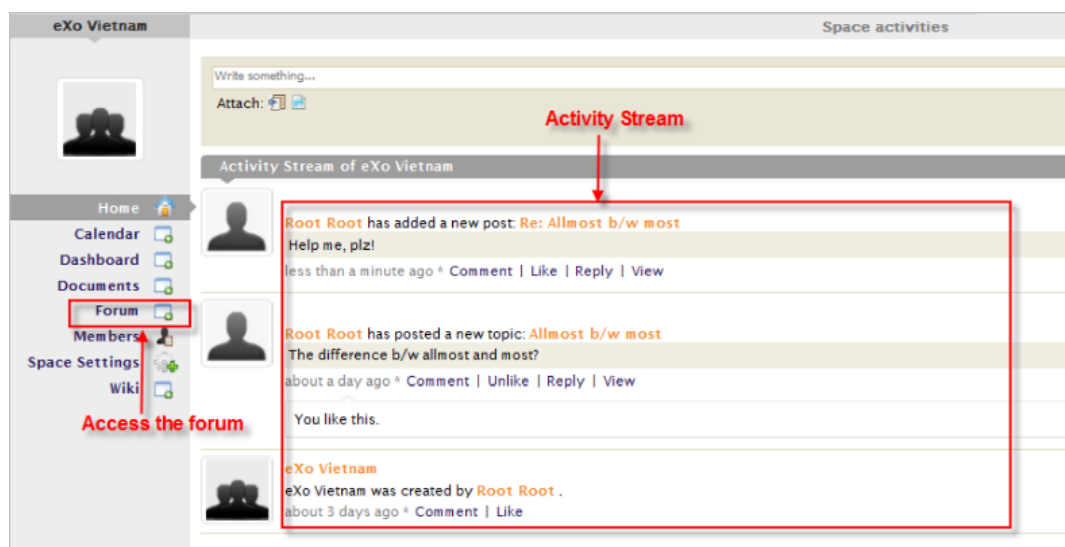 eXo Vietnam
Space activities
Write something...
Attach:
Activity Stream
Activity Stream of eXo Vietnam
Home
Calendar
Dashboard
Documents
Forum
Members
Space Settings
Wiki
Access the forum
Root Root has added a new post: Re: Allmost b/w most
Help me, plz!
less than a minute ago * Comment | Like | Reply | View
Root Root has posted a new topic: Allmost b/w most
The difference b/w allmost and most?
about a day ago * Comment | Unlike | Reply | View
You like this.
eXo Vietnam
eXo Vietnam was created by Root Root .
about 3 days ago * Comment | Like